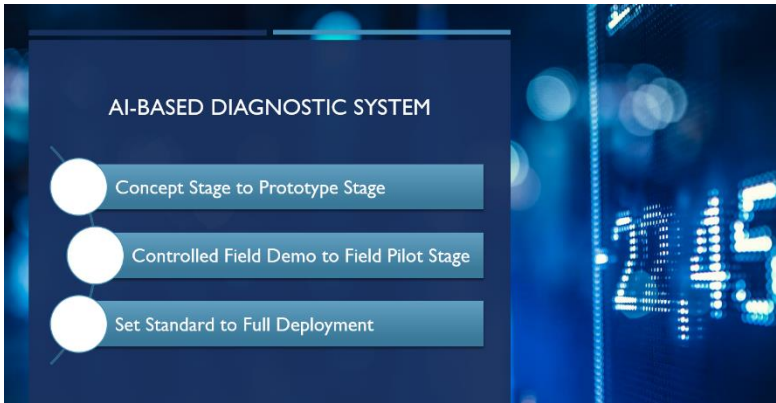 AI-BASED DIAGNOSTIC SYSTEM
Concept Stage to Prototype Stage
Controlled Field Demo to Field Pilot Stage
Set Standard to Full Deployment